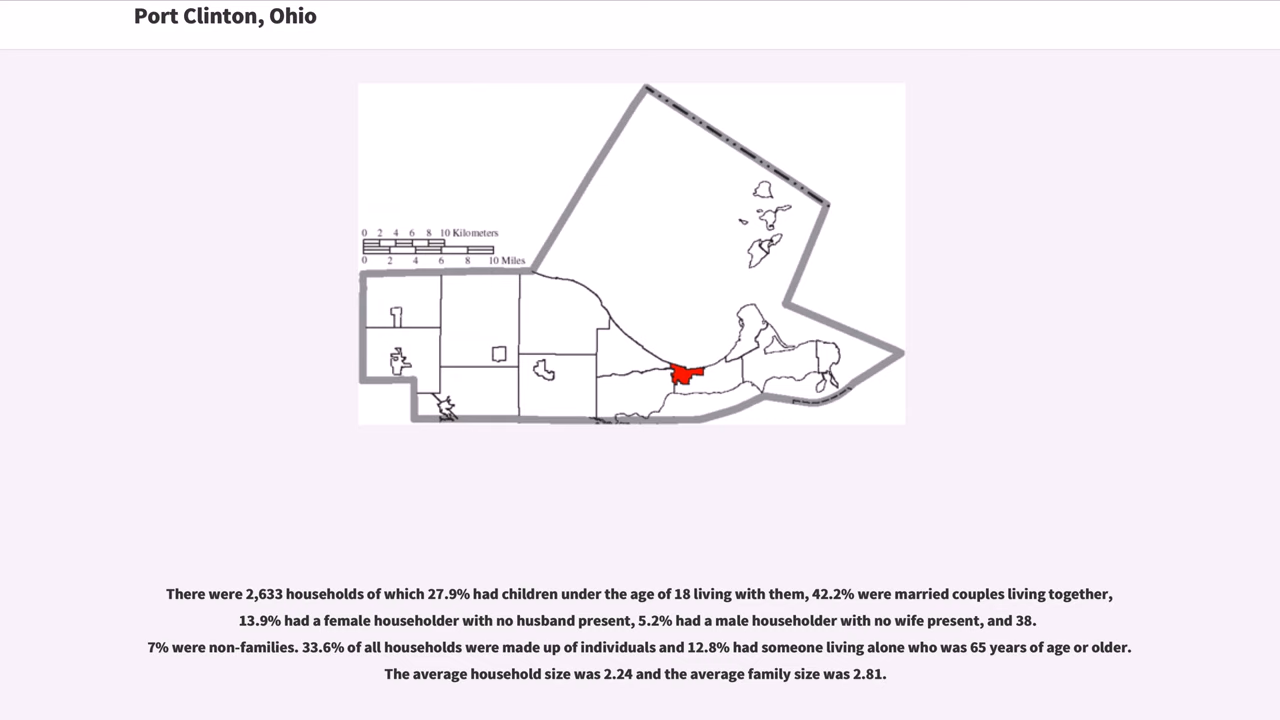 Port Clinton, Ohio
0 2 4 6 8 10 Kilometers
0 2 4 6 8 10 Miles
There were 2,633 households of which 27.9% had children under the age of 18 living with them, 42.2% were married couples living together,
13.9% had a female householder with no husband present, 5.2% had a male householder with no wife present, and 38.
7% were non-families. 33.6% of all households were made up of individuals and 12.8% had someone living alone who was 65 years of age or older.
The average household size was 2.24 and the average family size was 2.81.